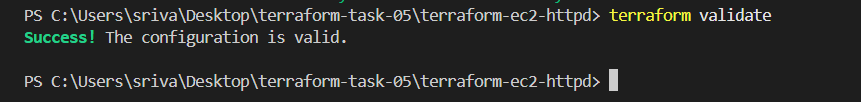 PS C:\Users\sriva\Desktop\terraform-task-05\terraform-ec2-httpd> terraform validate
Success! The configuration is valid.
PS C:\Users\sriva\Desktop\terraform-task-05\terraform-ec2-httpd>